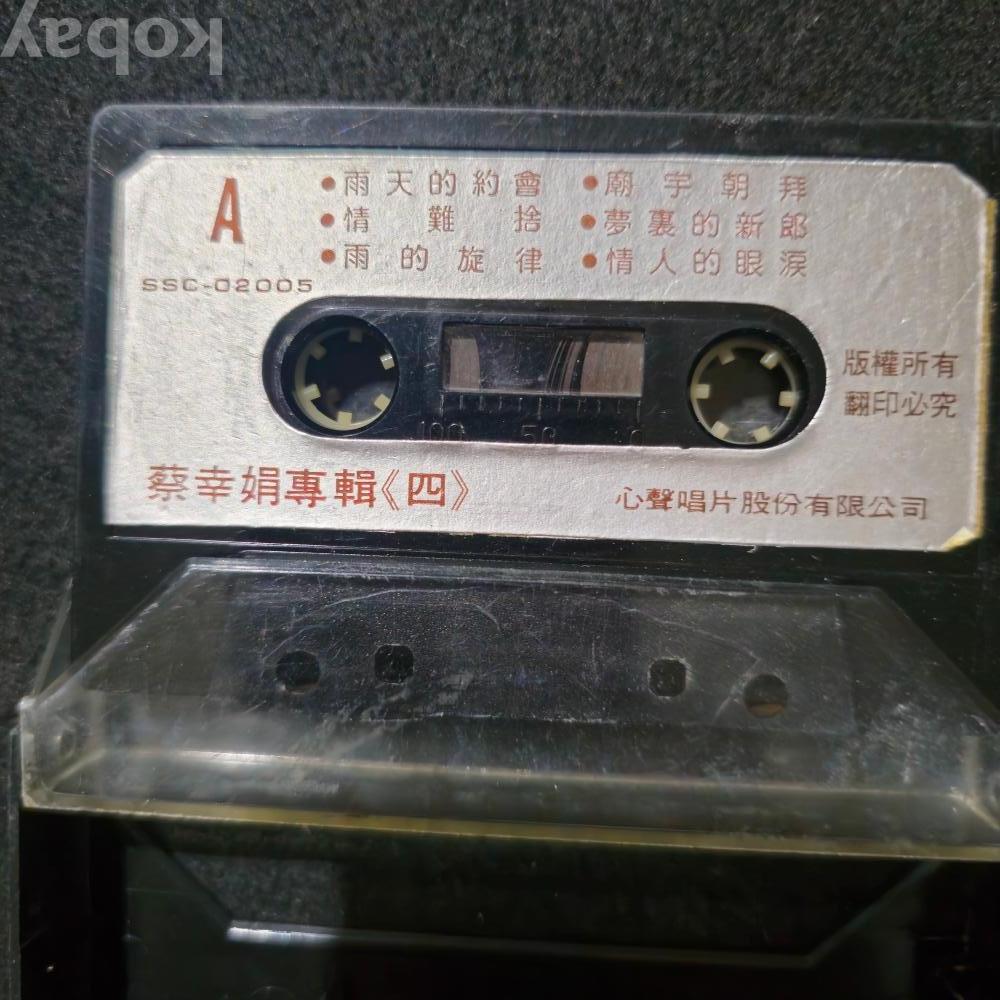 kobay
A
SSC-02005
•雨天的約會
•情難捨
•雨的旋律
•廟宇朝拜
•夢裏的新郎
•情人的眼淚
100 50 0
版權所有
翻印必究
蔡幸娟專輯《四》
心聲唱片股份有限公司